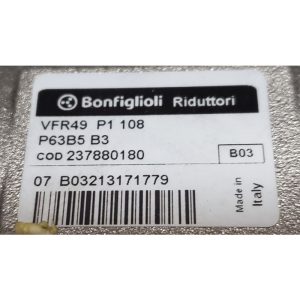 Bonfiglioli Riduttori
VFR49 P1 108
P63B5 B3
COD 237880180
B03
07 B03213171779
Made in
Italy